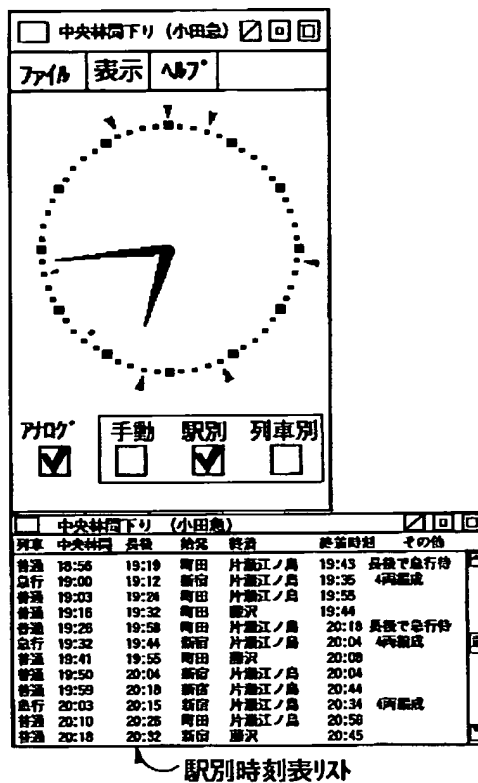 中央林間下り (小田急)
ファイル 表示 ヘルプ
アナログ 手動 駅別 列車別
中央林間下り (小田急)
列車 中央林間 長後 始発 終着 終着時刻 その他
普通 18:56 19:19 町田 片瀬江ノ島 19:43 長後で急行待
急行 19:00 19:12 新宿 片瀬江ノ島 19:35 4両編成
普通 19:03 19:24 町田 片瀬江ノ島 19:55
普通 19:16 19:32 町田 藤沢 19:44
普通 19:26 19:58 町田 片瀬江ノ島 20:18 長後で急行待
急行 19:32 19:44 新宿 片瀬江ノ島 20:04 4両編成
普通 19:41 19:55 町田 藤沢 20:08
普通 19:50 20:04 新宿 片瀬江ノ島 20:04
普通 19:59 20:18 新宿 片瀬江ノ島 20:44
急行 20:03 20:15 新宿 片瀬江ノ島 20:34 4両編成
普通 20:10 20:26 町田 片瀬江ノ島 20:58
普通 20:18 20:32 新宿 藤沢 20:45
駅別時刻表リスト